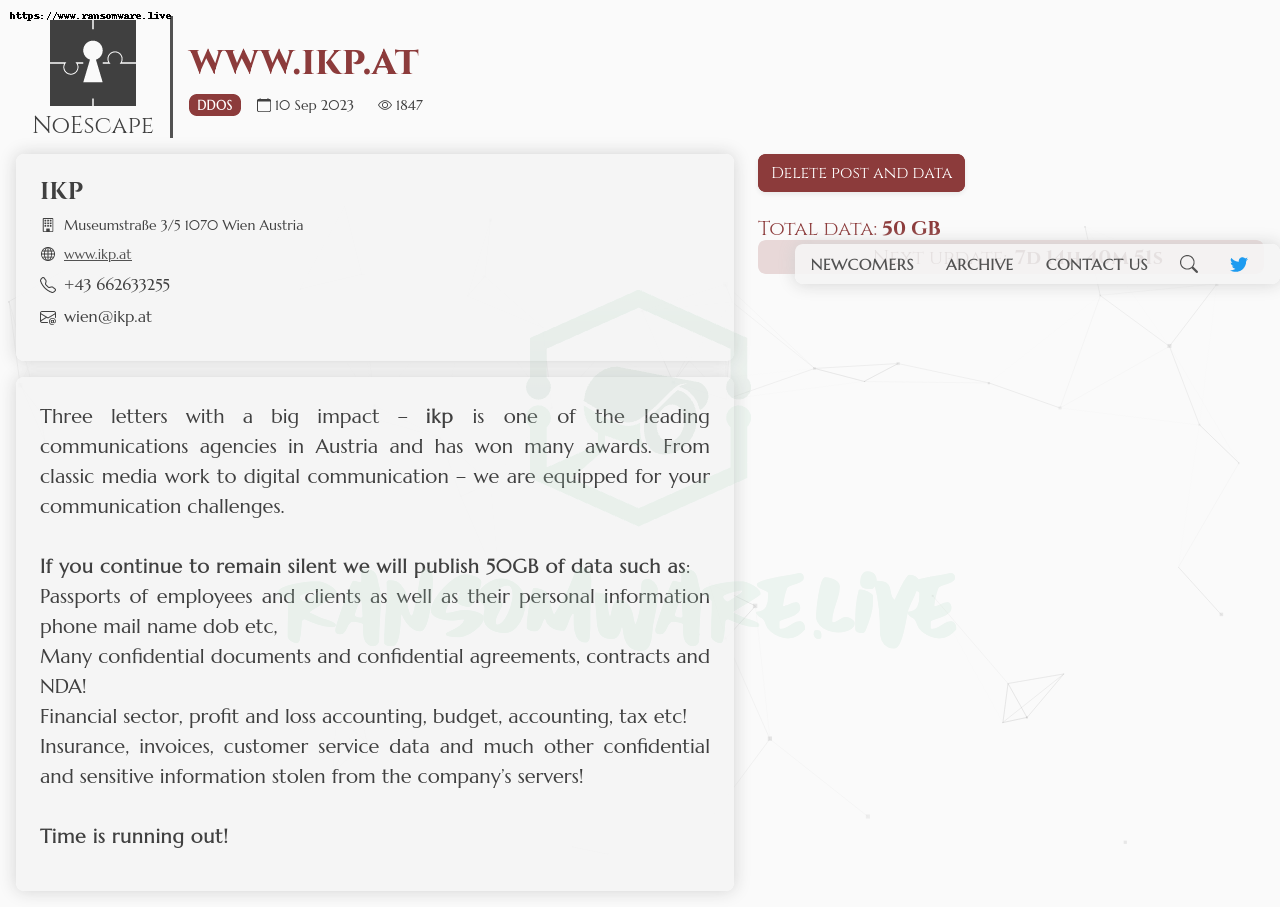 https://www.ransomware.live
NoEscape
WWW.IKP.AT
DDOS 10 Sep 2023 1847
IKP
Museumstraße 3/5 1070 Wien Austria
www.ikp.at
+43 662633255
wien@ikp.at
Delete post and data
Total data: 50 GB
Next update: 7d 14h 40m 51s
NEWCOMERS ARCHIVE CONTACT US
Three letters with a big impact – ikp is one of the leading
communications agencies in Austria and has won many awards. From
classic media work to digital communication – we are equipped for your
communication challenges.
If you continue to remain silent we will publish 50GB of data such as:
Passports of employees and clients as well as their personal information
phone mail name dob etc,
Many confidential documents and confidential agreements, contracts and
NDA!
Financial sector, profit and loss accounting, budget, accounting, tax etc!
Insurance, invoices, customer service data and much other confidential
and sensitive information stolen from the company’s servers!
Time is running out!
RANSOMWARE.LIVE